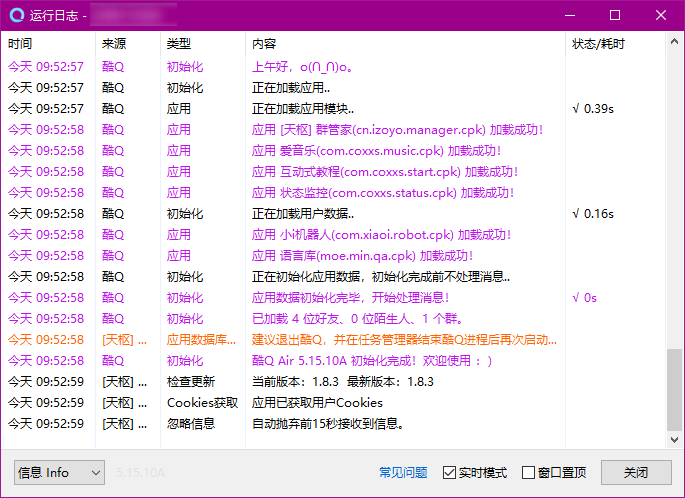 运行日志 -
时间 来源 类型 内容 状态/耗时
今天 09:52:57 酷Q 初始化 上午好，o(∩_∩)o。
今天 09:52:57 酷Q 初始化 正在加载应用..
今天 09:52:57 酷Q 应用 正在加载应用模块.. √ 0.39s
今天 09:52:58 酷Q 应用 应用 [天枢] 群管家(cn.izoyo.manager.cpk) 加载成功！
今天 09:52:58 酷Q 应用 应用 爱音乐(com.coxxs.music.cpk) 加载成功！
今天 09:52:58 酷Q 应用 应用 互动式教程(com.coxxs.start.cpk) 加载成功！
今天 09:52:58 酷Q 应用 应用 状态监控(com.coxxs.status.cpk) 加载成功！
今天 09:52:58 酷Q 初始化 正在加载用户数据.. √ 0.16s
今天 09:52:58 酷Q 应用 应用 小i机器人(com.xiaoi.robot.cpk) 加载成功！
今天 09:52:58 酷Q 应用 应用 语言库(moe.min.qa.cpk) 加载成功！
今天 09:52:58 酷Q 初始化 正在初始化应用数据，初始化完成前不处理消息..
今天 09:52:58 酷Q 初始化 应用数据初始化完毕，开始处理消息！ √ 0s
今天 09:52:58 酷Q 初始化 已加载 4 位好友、0 位陌生人、1 个群。
今天 09:52:58 [天枢] ... 应用数据库... 建议退出酷Q，并在任务管理器结束酷Q进程后再次启动...
今天 09:52:58 酷Q 初始化 酷Q Air 5.15.10A 初始化完成！欢迎使用：)
今天 09:52:59 [天枢] ... 检查更新 当前版本：1.8.3 最新版本：1.8.3
今天 09:52:59 [天枢] ... Cookies获取 应用已获取用户Cookies
今天 09:52:59 [天枢] ... 忽略信息 自动抛弃前15秒接收到信息。
信息 Info 5.15.10A 常见问题 实时模式 窗口置顶 关闭